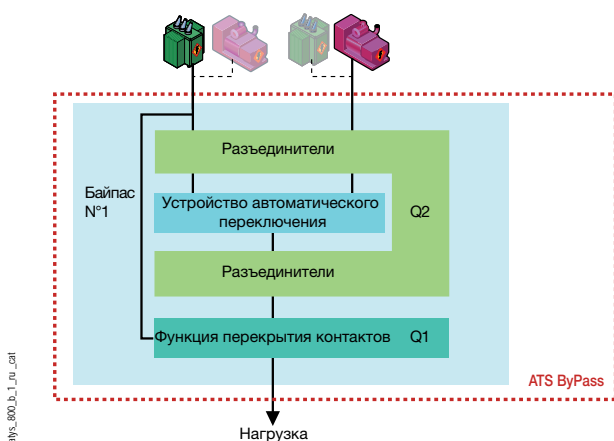 Разъединители
Байпас
N°1
Устройство автоматического
переключения
Q2
Разъединители
Функция перекрытия контактов
Q1
ATS ByPass
Нагрузка
atys_800_b_1_ru_cat